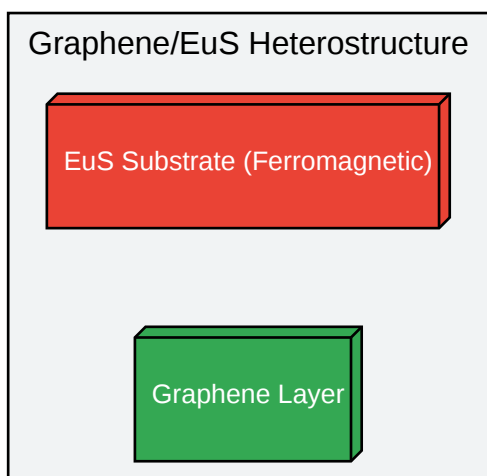 Graphene/EuS Heterostructure
EuS Substrate (Ferromagnetic)
Graphene Layer